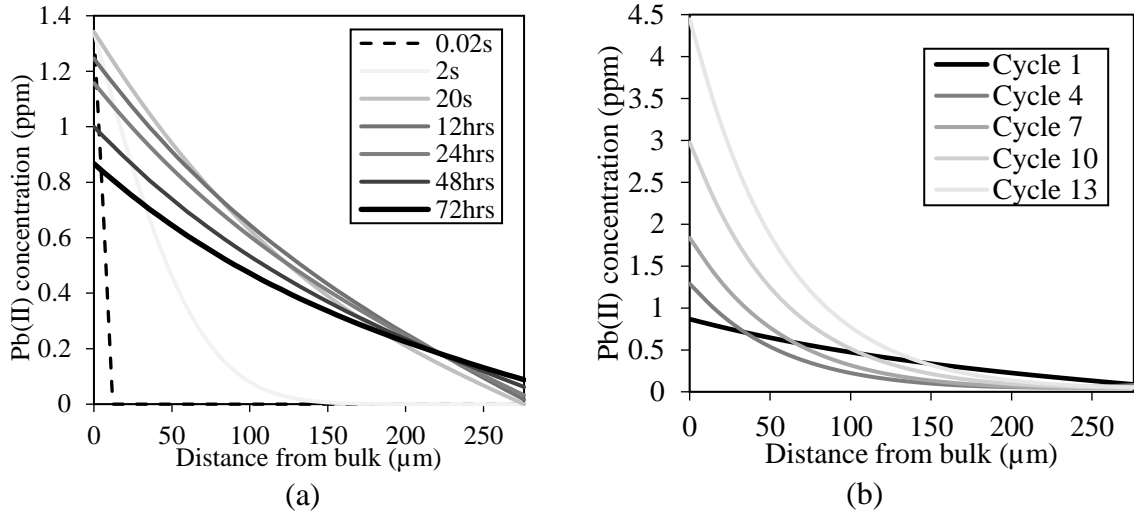 Pb(II) concentration (ppm)
1.4
1.2
1
0.8
0.6
0.4
0.2
0
0 50 100 150 200 250
Distance from bulk (µm)
0.02s
2s
20s
12hrs
24hrs
48hrs
72hrs
(a)
Pb(II) concentration (ppm)
4.5
4
3.5
3
2.5
2
1.5
1
0.5
0
0 50 100 150 200 250
Distance from bulk (µm)
Cycle 1
Cycle 4
Cycle 7
Cycle 10
Cycle 13
(b)